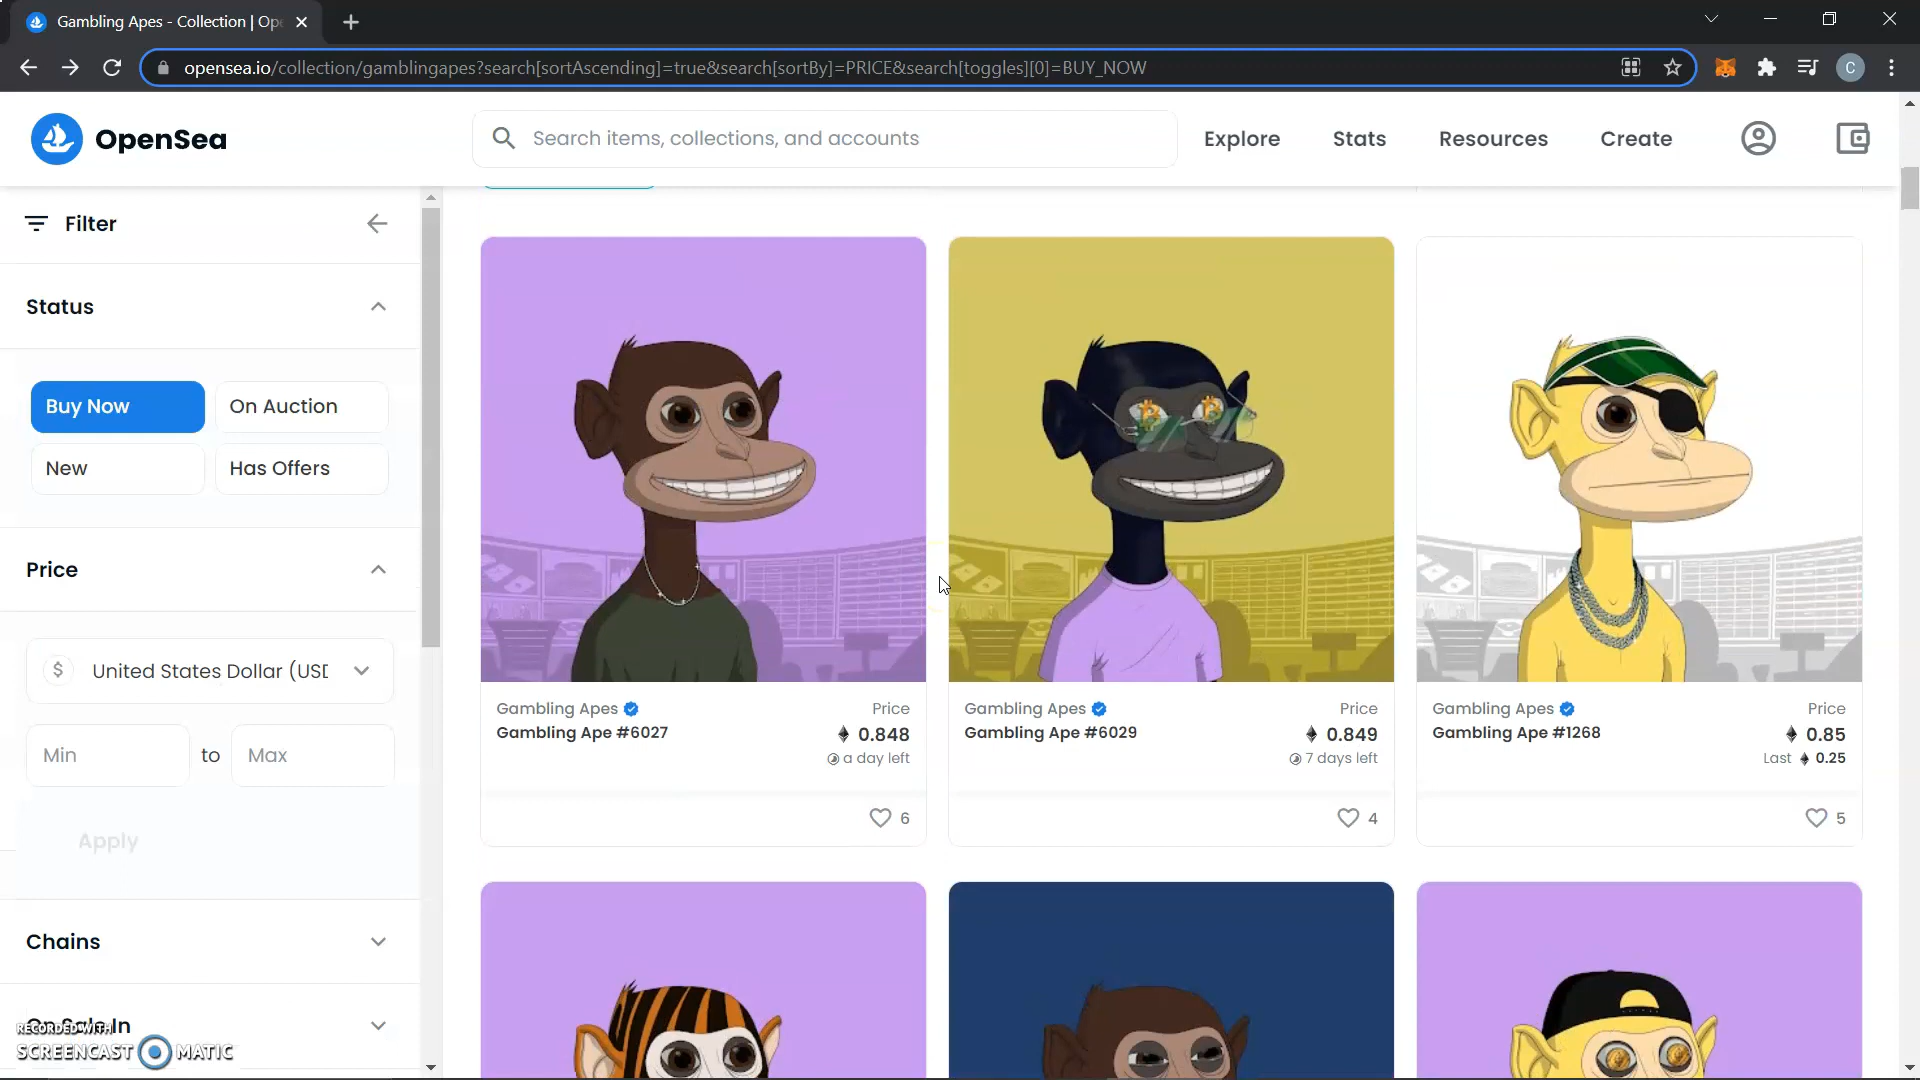 Gambling Apes - Collection | Ope
opensea.io/collection/gamblingapes?search[sortAscending]=true&search[sortBy]=PRICE&search[toggles][0]=BUY_NOW
C
OpenSea
Search items, collections, and accounts
Explore
Stats
Resources
Create
Filter
Status
Buy Now
On Auction
New
Has Offers
Price
$ United States Dollar (USD
Min
to
Max
Apply
Chains
On Sale In
RECORDED WITH
SCREENCAST MATIC
Gambling Apes
Price
Gambling Ape #6027
0.848
a day left
6
Gambling Apes
Price
Gambling Ape #6029
0.849
7 days left
4
Gambling Apes
Price
Gambling Ape #1268
0.85
Last 0.25
5